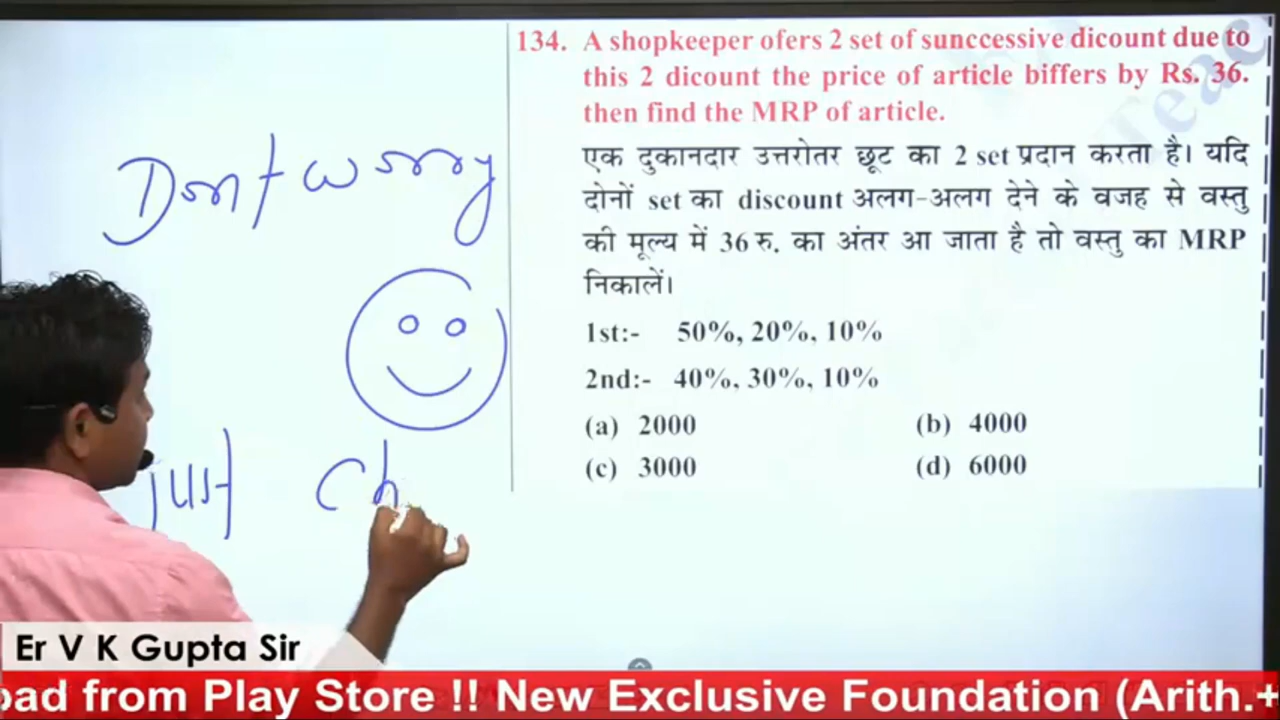 Dont worry
just Ch
134. A shopkeeper ofers 2 set of sunccessive dicount due to
this 2 dicount the price of article biffers by Rs. 36.
then find the MRP of article.
एक दुकानदार उत्तरोतर छूट का 2 set प्रदान करता है। यदि
दोनों set का discount अलग-अलग देने के वजह से वस्तु
की मूल्य में 36 रु. का अंतर आ जाता है तो वस्तु का MRP
निकालें।
1st:- 50%, 20%, 10%
2nd:- 40%, 30%, 10%
(a) 2000 (b) 4000
(c) 3000 (d) 6000
Er V K Gupta Sir
from Play Store !! New Exclusive Foundation (Arith.+